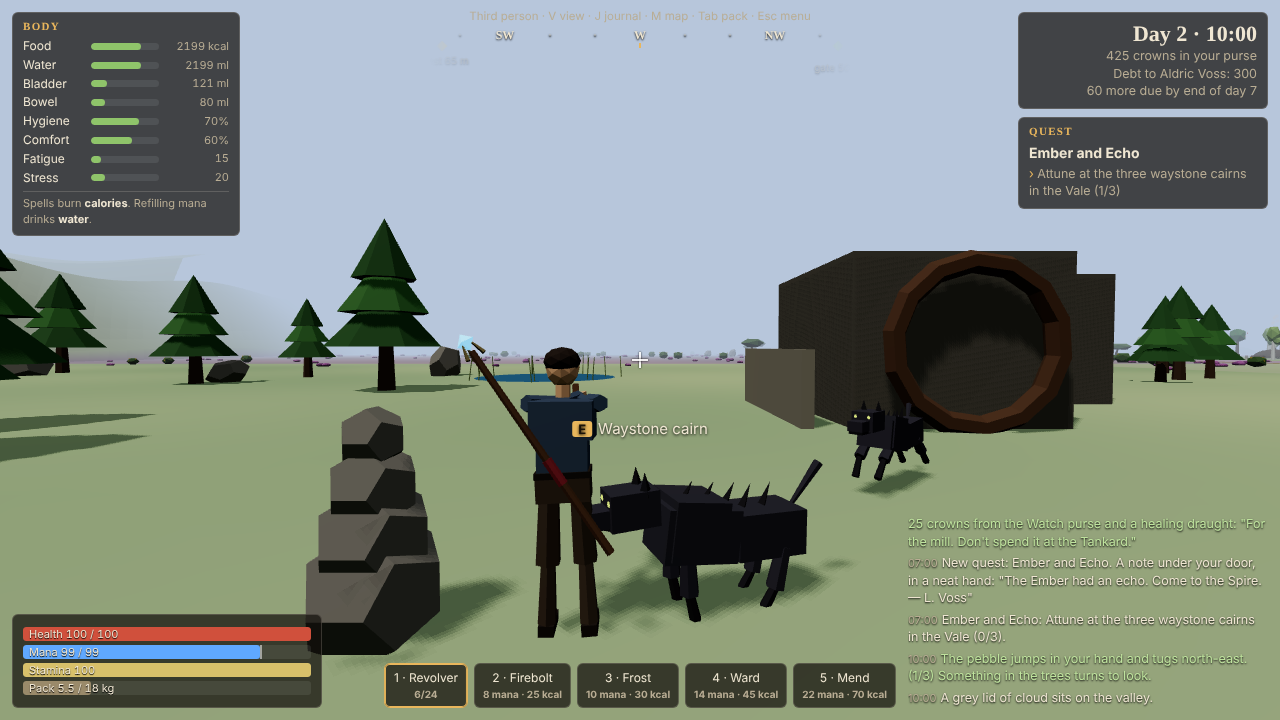 BODY
Food 2199 kcal
Water 2199 ml
Bladder 121 ml
Bowel 80 ml
Hygiene 70%
Comfort 60%
Fatigue 15
Stress 20
Spells burn calories. Refilling mana
drinks water.
Third person · V view · J journal · M map · Tab pack · Esc menu
SW W NW
Day 2 · 10:00
425 crowns in your purse
Debt to Aldric Voss: 300
60 more due by end of day 7
QUEST
Ember and Echo
› Attune at the three waystone cairns
in the Vale (1/3)
E Waystone cairn
25 crowns from the Watch purse and a healing draught: "For
the mill. Don't spend it at the Tankard."
07:00 New quest: Ember and Echo. A note under your door,
in a neat hand: "The Ember had an echo. Come to the Spire.
— L. Voss"
07:00 Ember and Echo: Attune at the three waystone cairns
in the Vale (0/3).
10:00 The pebble jumps in your hand and tugs north-east.
(1/3) Something in the trees turns to look.
10:00 A grey lid of cloud sits on the valley.
Health 100 / 100
Mana 99 / 99
Stamina 100
Pack 5.5 / 18 kg
1 · Revolver
6/24
2 · Firebolt
8 mana · 25 kcal
3 · Frost
10 mana · 30 kcal
4 · Ward
14 mana · 45 kcal
5 · Mend
22 mana · 70 kcal